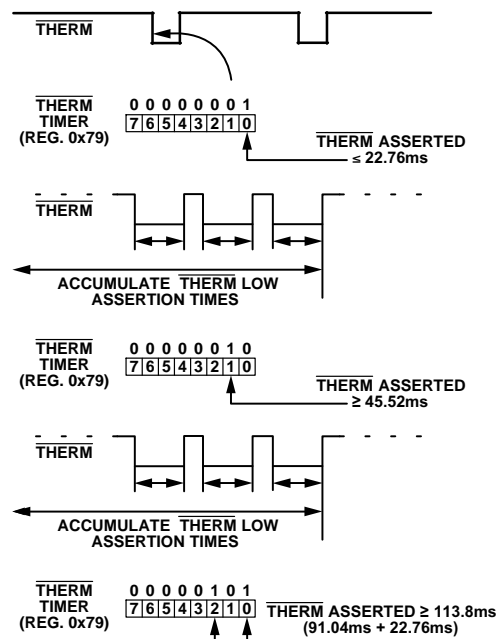 THERM
THERM
TIMER
(REG. 0x79)
0 0 0 0 0 0 0 1
7 6 5 4 3 2 1 0
THERM ASSERTED
≤ 22.76ms
THERM
ACCUMULATE THERM LOW
ASSERTION TIMES
THERM
TIMER
(REG. 0x79)
0 0 0 0 0 0 1 0
7 6 5 4 3 2 1 0
THERM ASSERTED
≥ 45.52ms
THERM
ACCUMULATE THERM LOW
ASSERTION TIMES
THERM
TIMER
(REG. 0x79)
0 0 0 0 0 1 0 1
7 6 5 4 3 2 1 0
THERM ASSERTED ≥ 113.8ms
(91.04ms + 22.76ms)